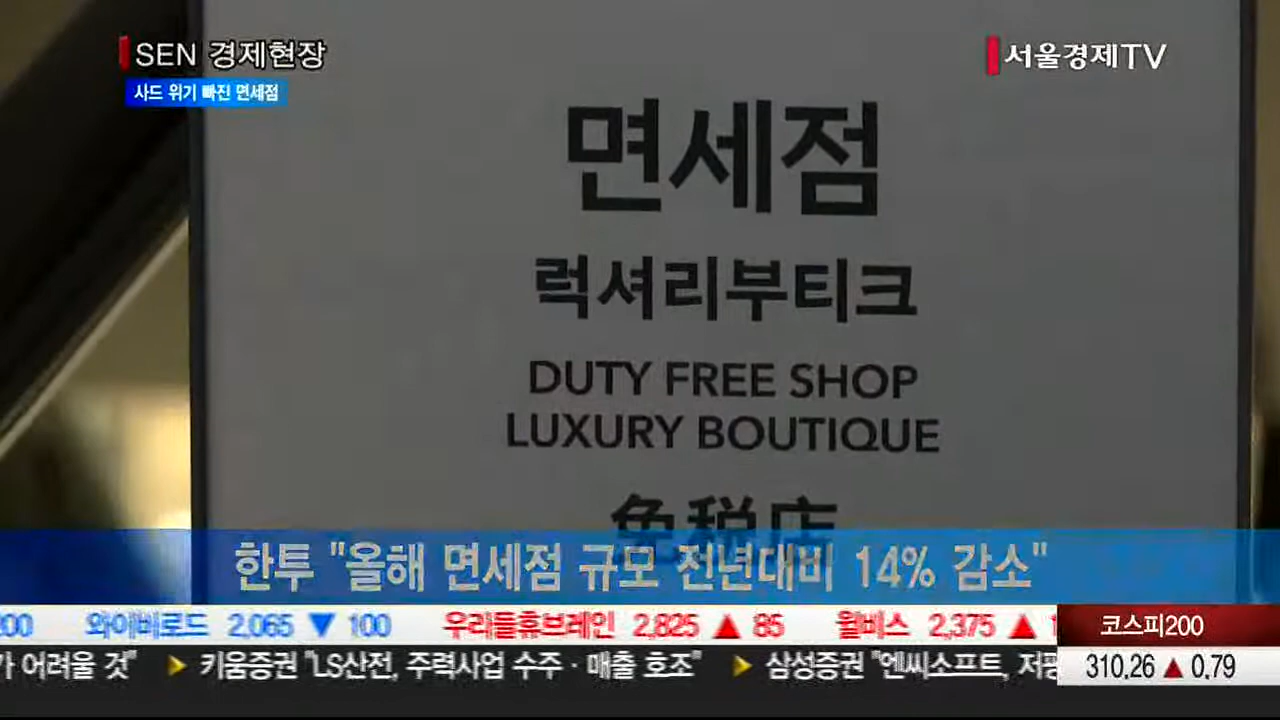 SEN 경제현장
서울경제TV
사드 위기 빠진 면세점
면세점
럭셔리부티크
DUTY FREE SHOP
LUXURY BOUTIQUE
免税店
한투 "올해 면세점 규모 전년대비 14% 감소"
와이비로드 2,065 ▼ 100 우리들휴브레인 2,825 ▲ 85 윌비스 2,375 ▲
코스피200
가 어려울 것" ▶ 키움증권 "LS산전, 주력사업 수주·매출 호조" ▶ 삼성증권 "엔씨소프트, 저평
310.26 ▲ 0.79